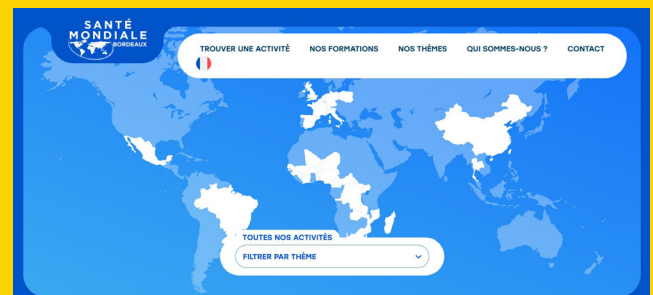 SANTÉ
MONDIALE
BORDEAUX
TROUVER UNE ACTIVITÉ NOS FORMATIONS NOS THÈMES QUI SOMMES-NOUS ? CONTACT
TOUTES NOS ACTIVITÉS
FILTRER PAR THÈME